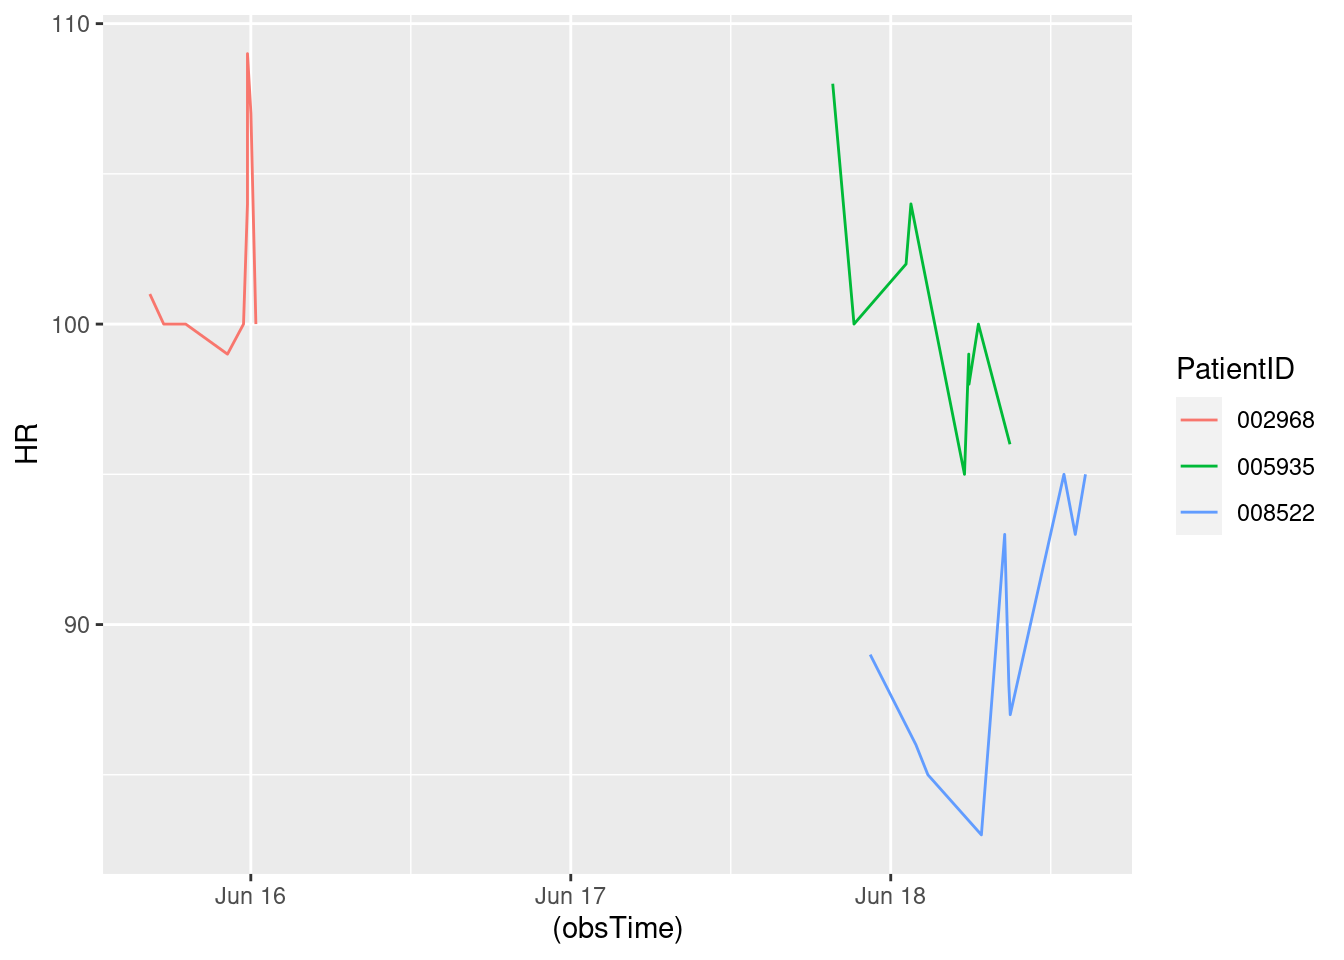 110
100
90
HR
Jun 16
Jun 17
Jun 18
(obsTime)
PatientID
002968
005935
008522